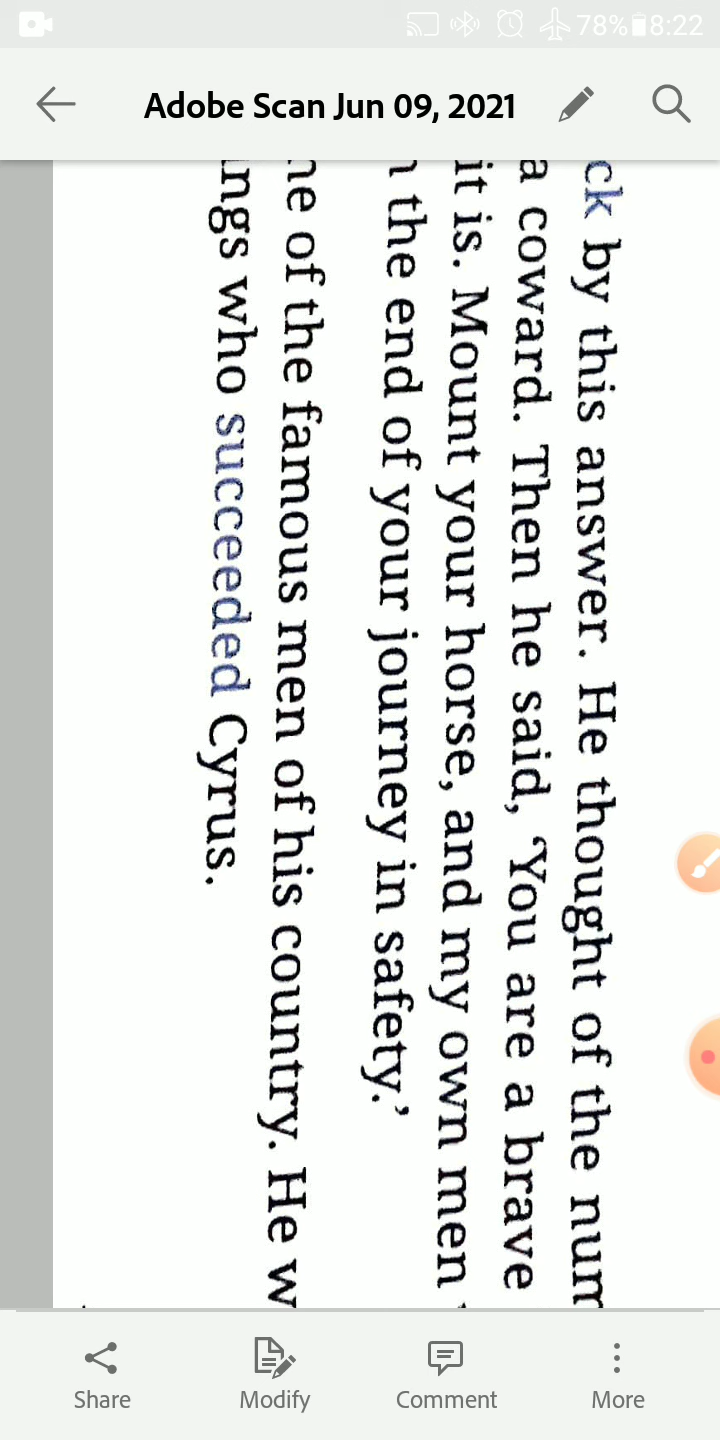 78% 8:22
Adobe Scan Jun 09, 2021
ck by this answer. He thought of the num
a coward. Then he said, ‘You are a brave
it is. Mount your horse, and my own men
n the end of your journey in safety.’
ne of the famous men of his country. He w
ings who succeeded Cyrus.
Share
Modify
Comment
More